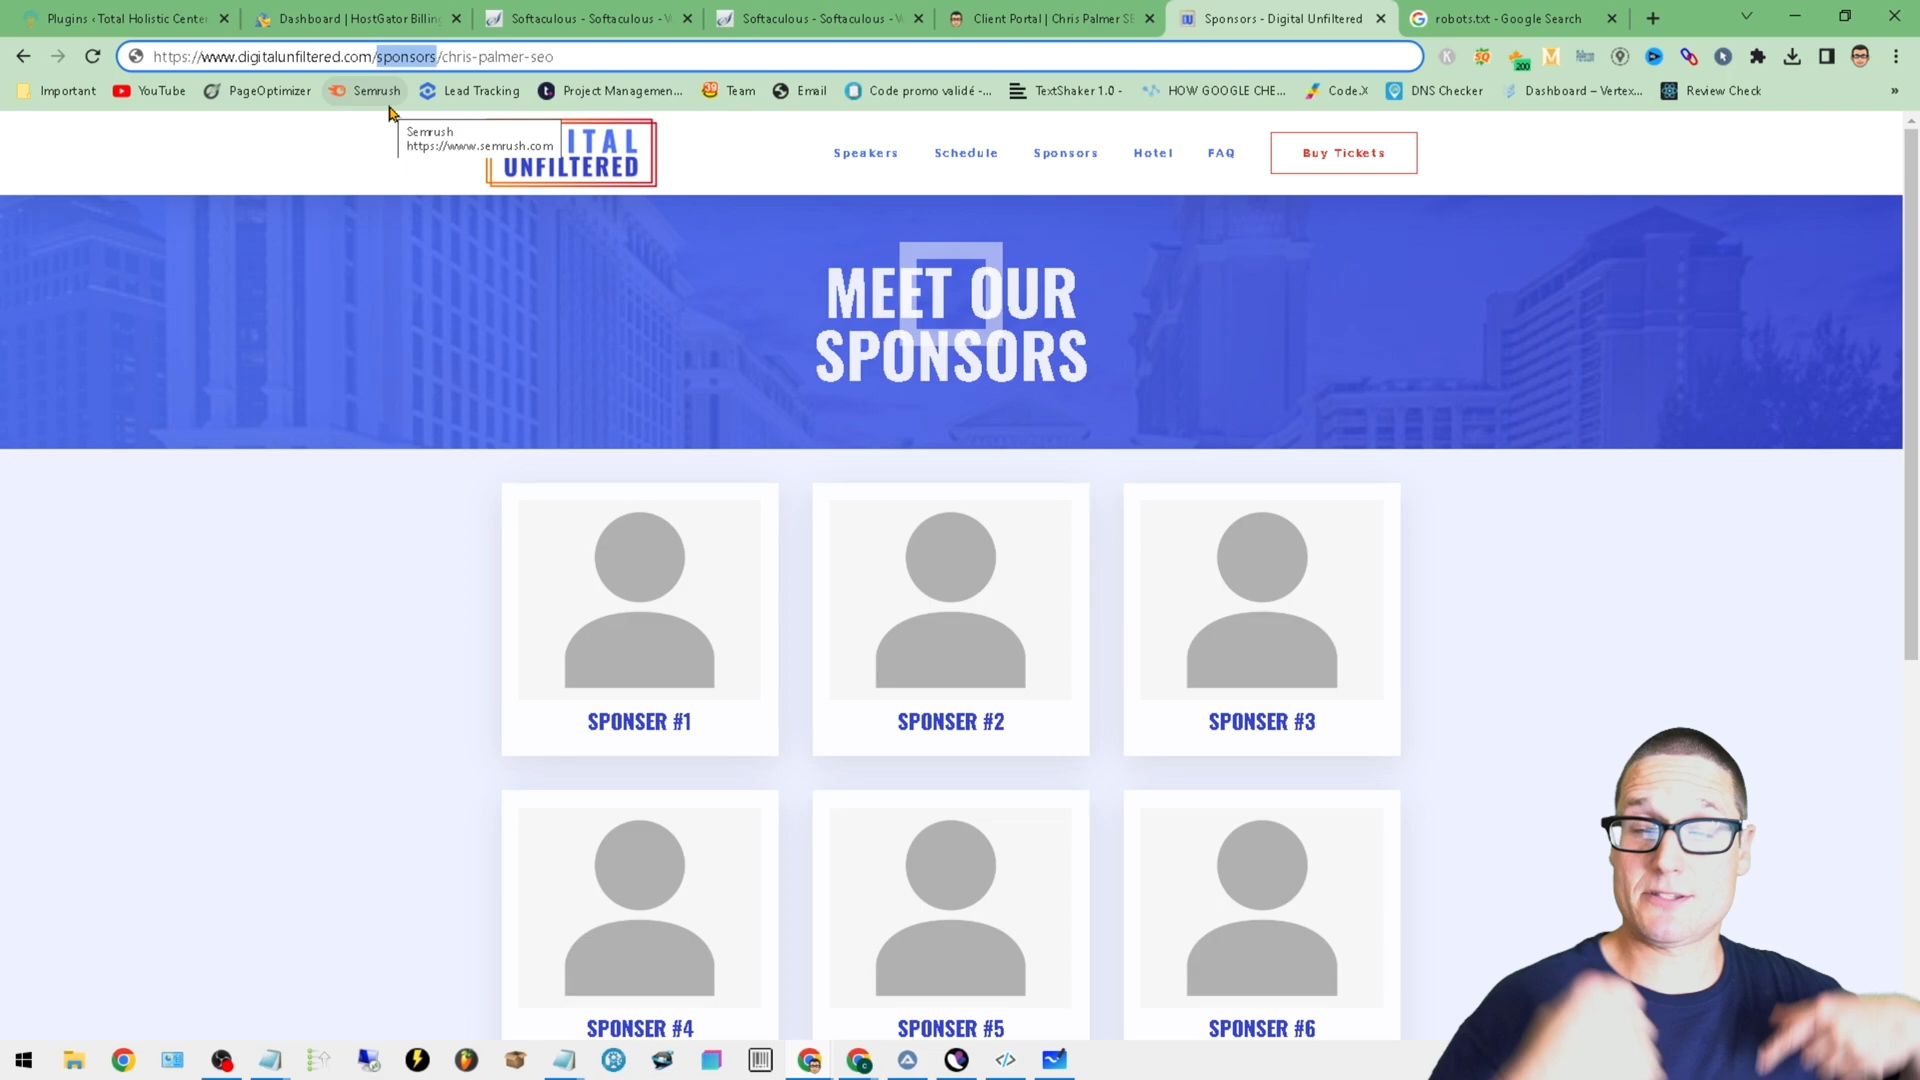 Plugins ‹ Total Holistic Center
Dashboard | HostGator Billing
Softaculous - Softaculous - V
Softaculous - Softaculous - V
Client Portal | Chris Palmer SE
Sponsors - Digital Unfiltered
robots.txt - Google Search
https://www.digitalunfiltered.com/sponsors/chris-palmer-seo
200
Important
YouTube
PageOptimizer
Semrush
Lead Tracking
Project Managemen...
39
Team
Email
Code promo validé -...
TextShaker 1.0 -
HOW GOOGLE CHE...
Code.X
DNS Checker
Dashboard – Vertex...
Review Check
»
Semrush
https://www.semrush.com
ITAL
UNFILTERED
Speakers
Schedule
Sponsors
Hotel
FAQ
Buy Tickets
MEET OUR
SPONSORS
SPONSER #1
SPONSER #2
SPONSER #3
SPONSER #4
SPONSER #5
SPONSER #6